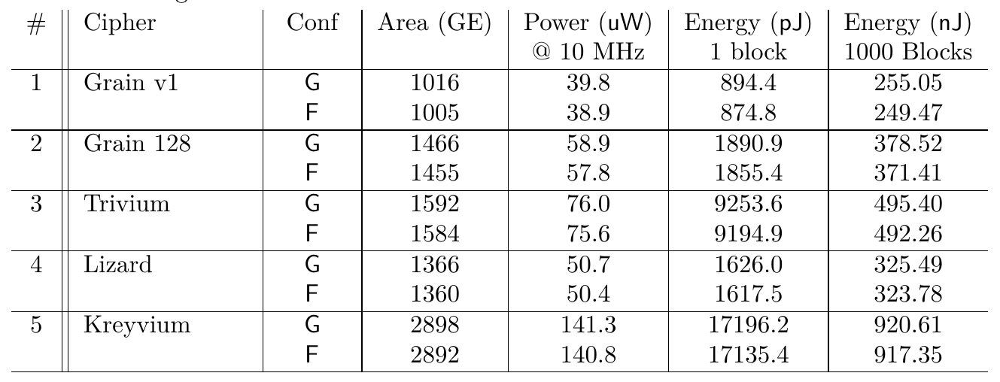 # Cipher Conf Area (GE) Power (uW) Energy (pJ) Energy (nJ)
@ 10 MHz 1 block 1000 Blocks
1 Grain v1 G 1016 39.8 894.4 255.05
F 1005 38.9 874.8 249.47
2 Grain 128 G 1466 58.9 1890.9 378.52
F 1455 57.8 1855.4 371.41
3 Trivium G 1592 76.0 9253.6 495.40
F 1584 75.6 9194.9 492.26
4 Lizard G 1366 50.7 1626.0 325.49
F 1360 50.4 1617.5 323.78
5 Kreyvium G 2898 141.3 17196.2 920.61
F 2892 140.8 17135.4 917.35